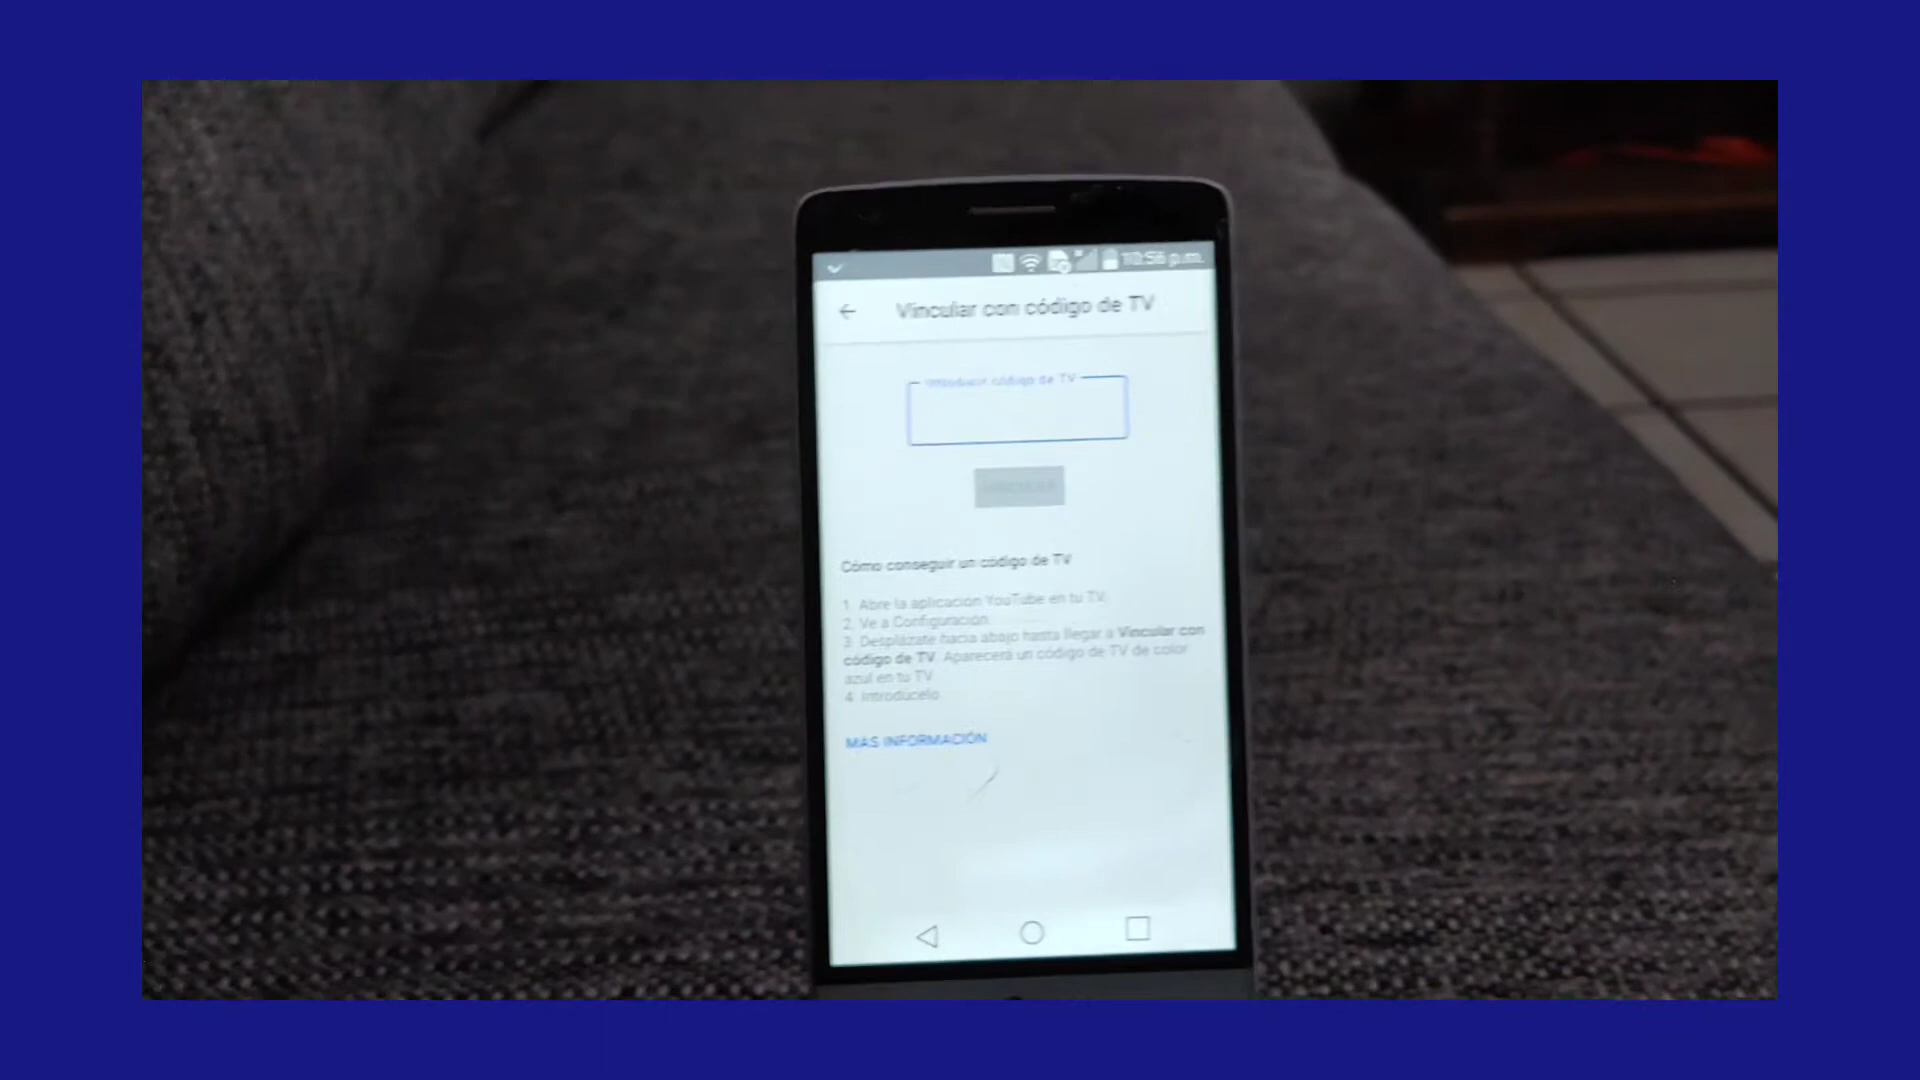 10:56 p.m.
Vincular con código de TV
Introducir código de TV
Cómo conseguir un código de TV
1. Abre la aplicación YouTube en tu TV.
2. Ve a Configuración.
3. Desplázate hacia abajo hasta llegar a Vincular con
código de TV. Aparecerá un código de TV de color
azul en tu TV.
4. Introdúcelo.
MÁS INFORMACIÓN